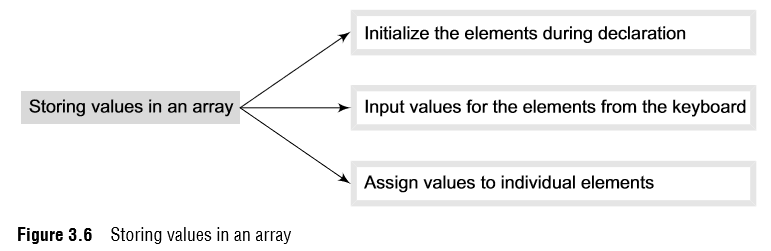 Initialize the elements during declaration
Storing values in an array
Input values for the elements from the keyboard
Assign values to individual elements
Figure 3.6 Storing values in an array